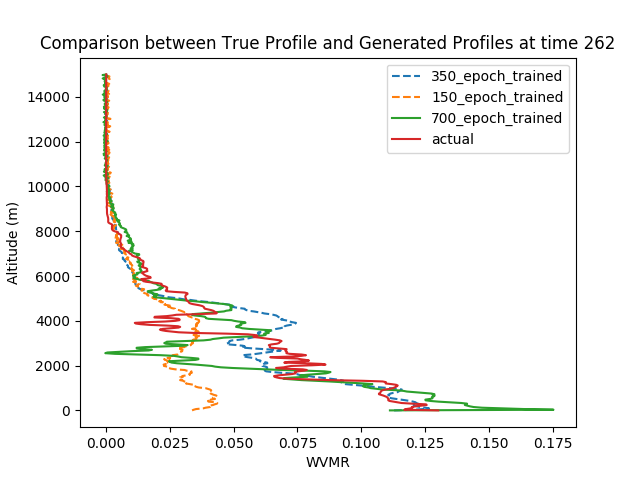 Comparison between True Profile and Generated Profiles at time 262
350_epoch_trained
150_epoch_trained
700_epoch_trained
actual
Altitude (m)
14000
12000
10000
8000
6000
4000
2000
0
0.000 0.025 0.050 0.075 0.100 0.125 0.150 0.175
WVMR